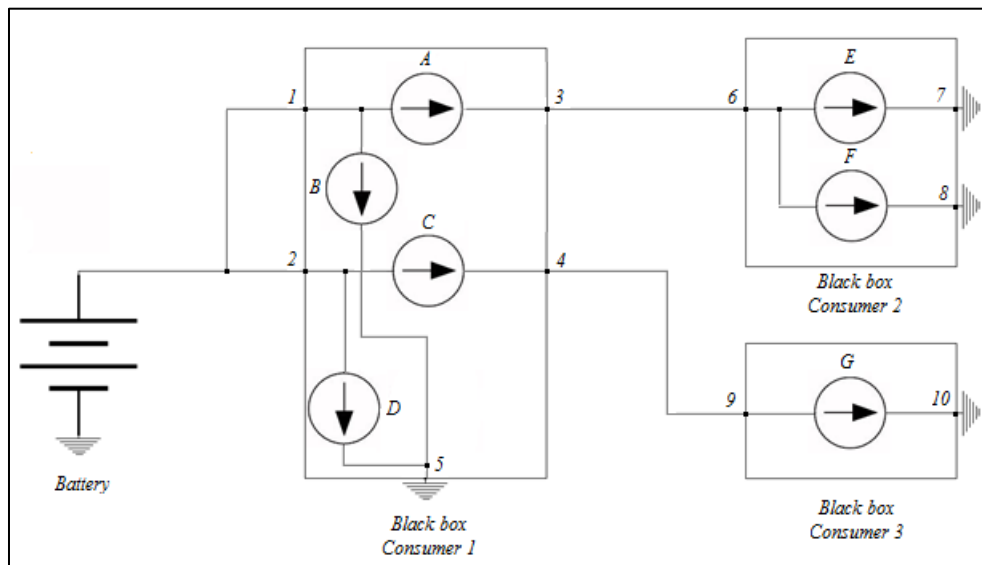 A
E
1
3
6
7
B
F
C
8
2
4
Black box
Consumer 2
G
D
9
10
5
Battery
Black box
Consumer 1
Black box
Consumer 3